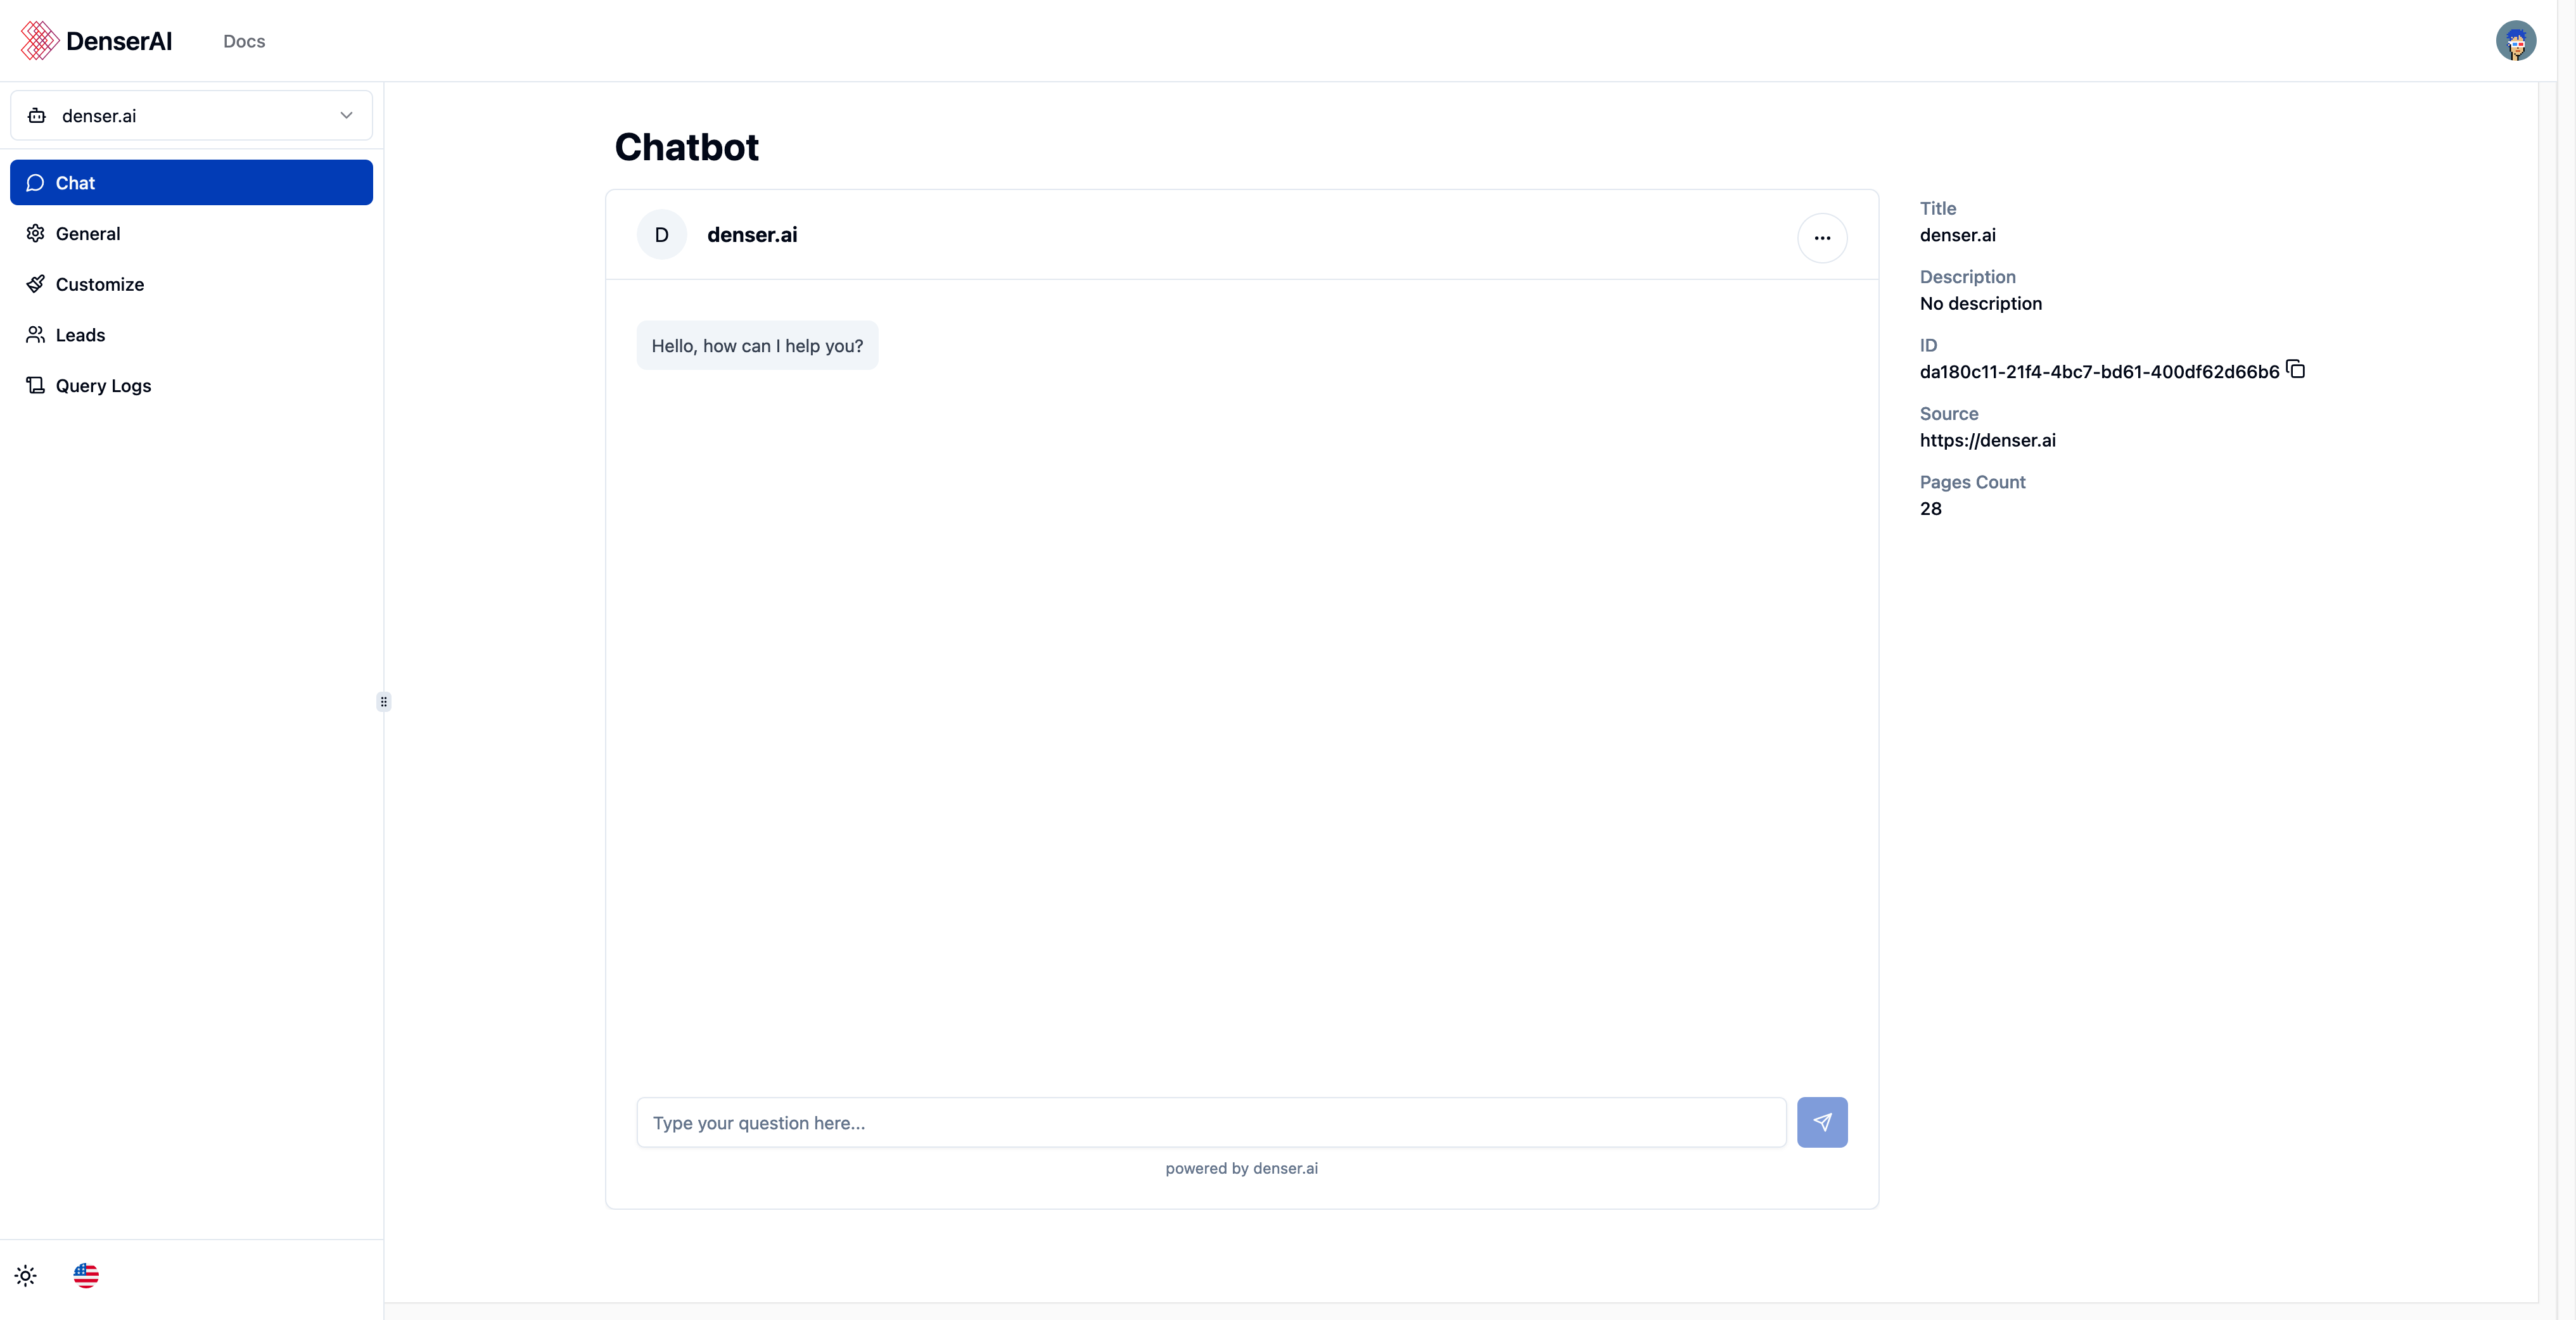 DenserAI
Docs
denser.ai
Chat
General
Customize
Leads
Query Logs
Chatbot
D
denser.ai
Hello, how can I help you?
Type your question here...
powered by denser.ai
Title
denser.ai
Description
No description
ID
da180c11-21f4-4bc7-bd61-400df62d66b6
Source
https://denser.ai
Pages Count
28